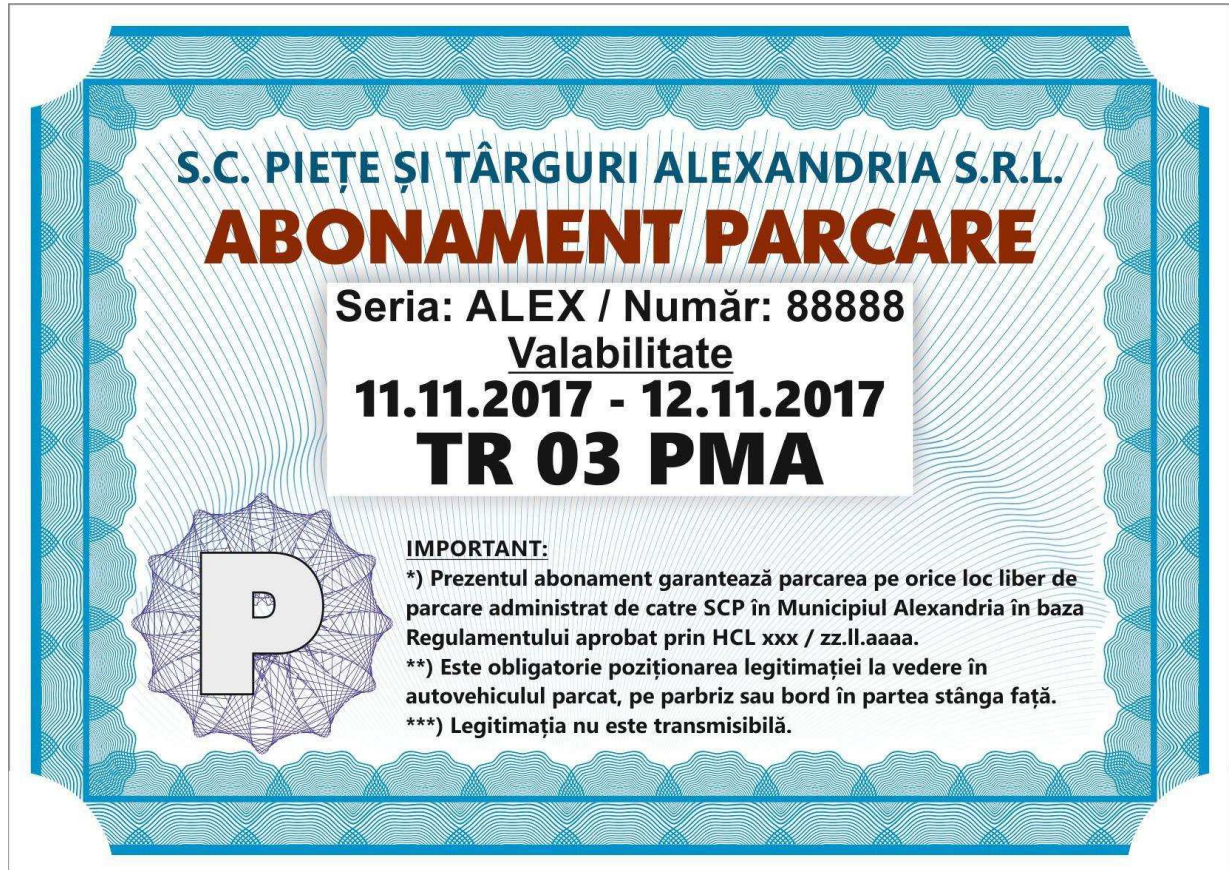 S.C. PIEȚE ȘI TÂRGURI ALEXANDRIA S.R.L.
ABONAMENT PARCARE
Seria: ALEX / Număr: 88888
Valabilitate
11.11.2017 - 12.11.2017
TR 03 PMA
P
IMPORTANT:
*) Prezentul abonament garantează parcarea pe orice loc liber de
parcare administrat de catre SCP în Municipiul Alexandria în baza
Regulamentului aprobat prin HCL xxx / zz.ll.aaaa.
**) Este obligatorie poziționarea legitimației la vedere în
autovehiculul parcat, pe parbriz sau bord în partea stânga față.
***) Legitimația nu este transmisibilă.